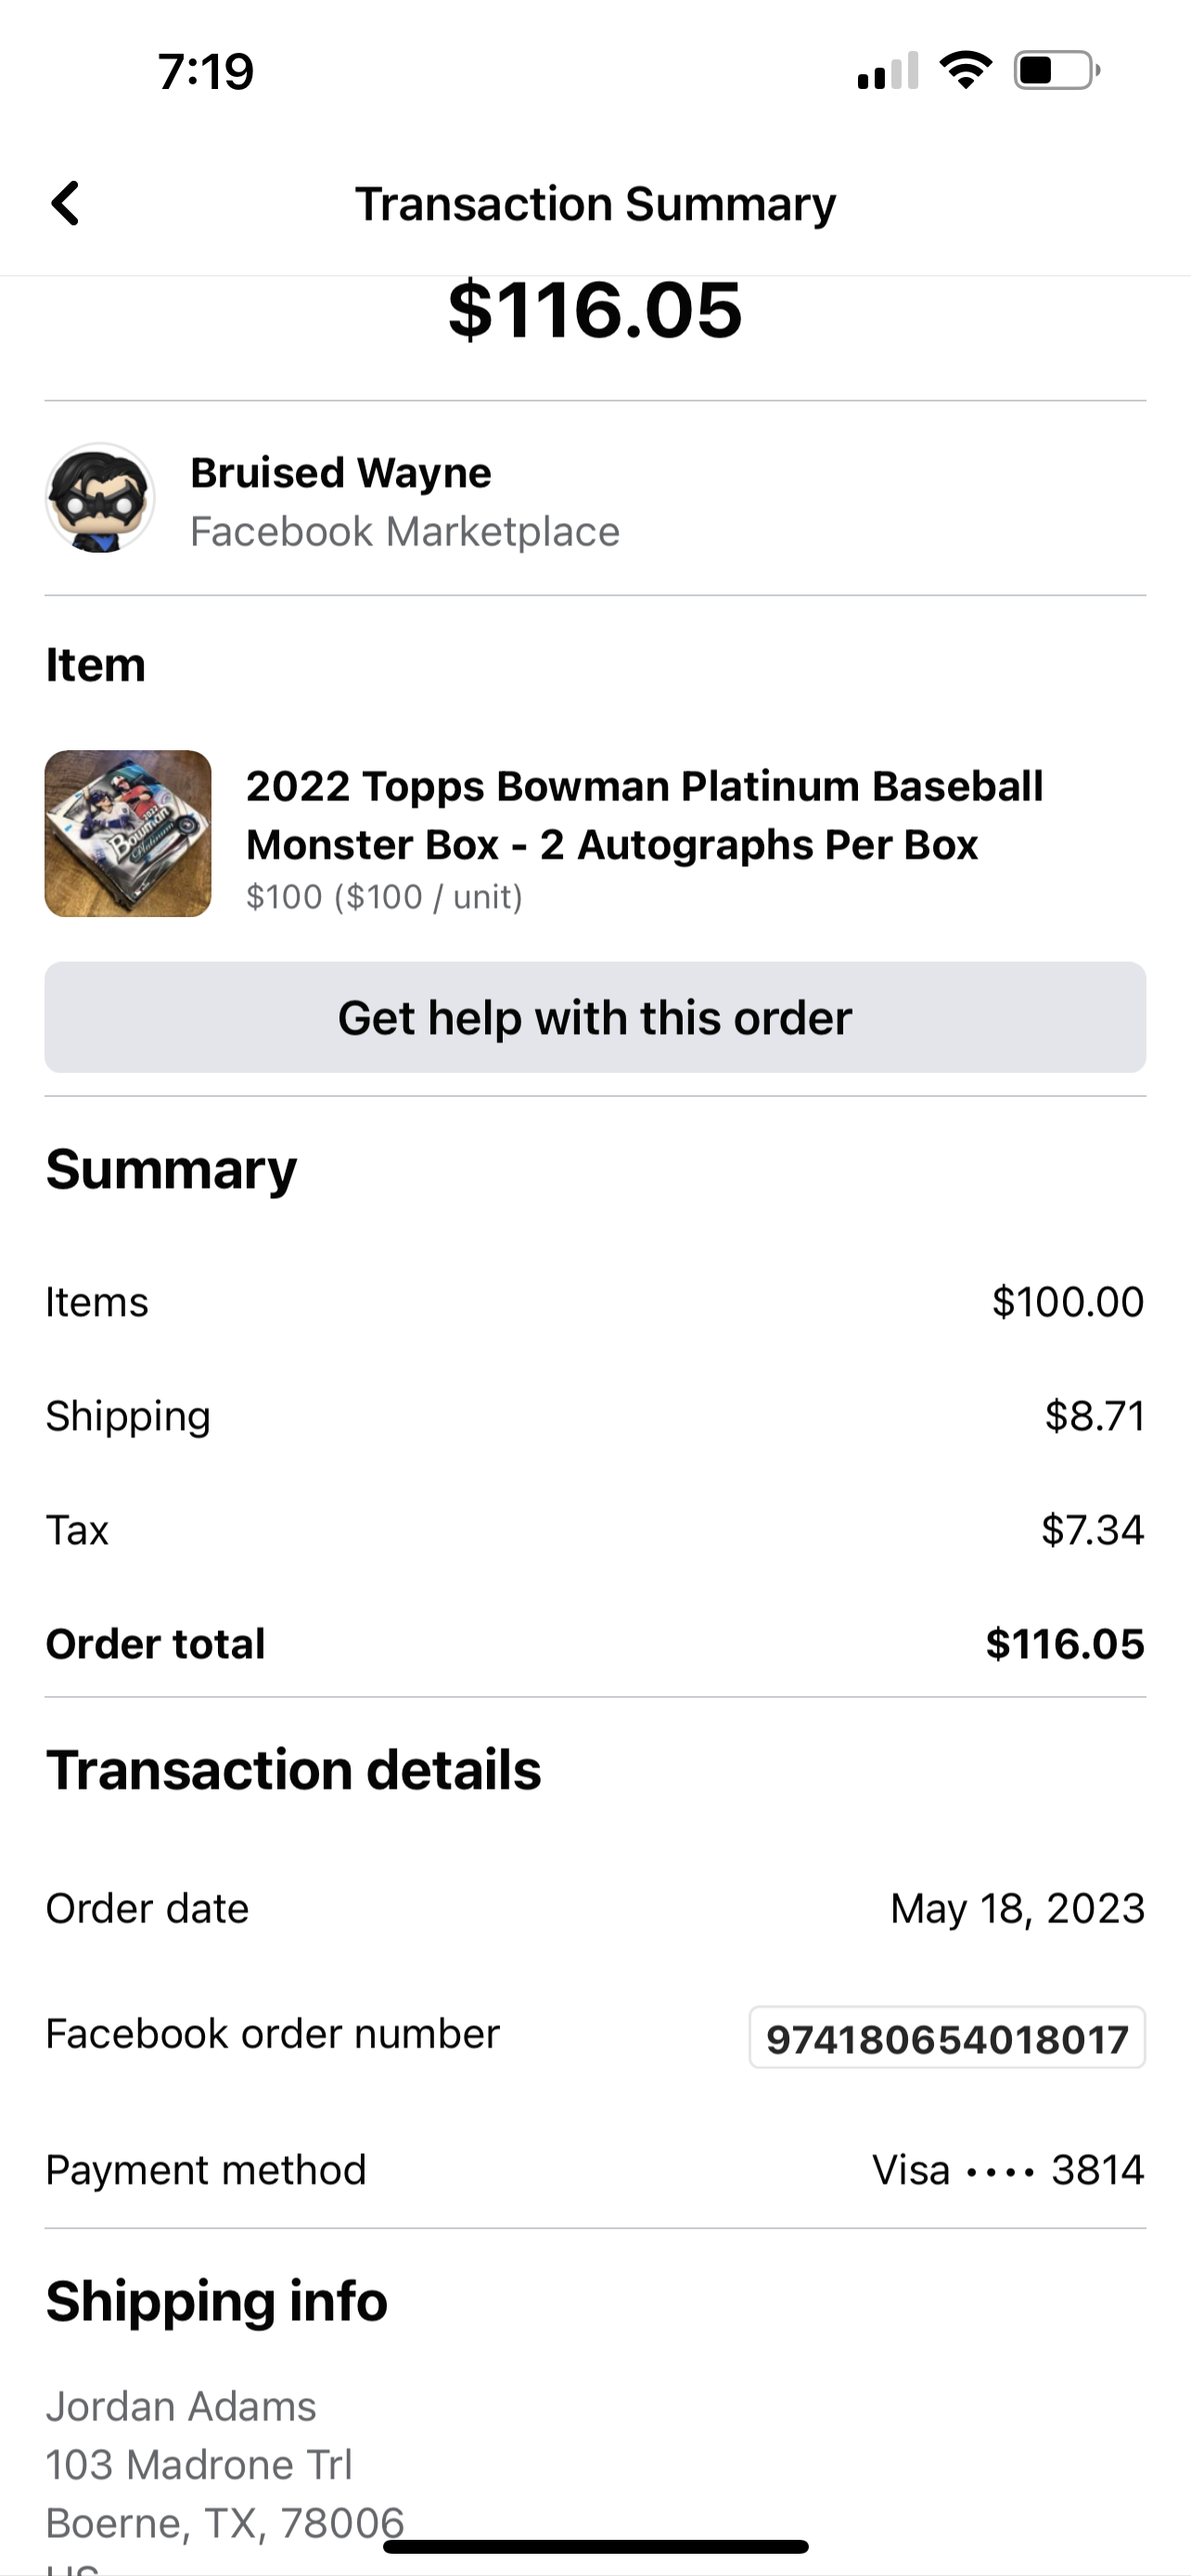 7:19
Transaction Summary
$116.05
Bruised Wayne
Facebook Marketplace
Item
Bowman
Platinum
2022 Topps Bowman Platinum Baseball
Monster Box - 2 Autographs Per Box
$100 ($100 / unit)
Get help with this order
Summary
Items $100.00
Shipping $8.71
Tax $7.34
Order total $116.05
Transaction details
Order date May 18, 2023
Facebook order number 974180654018017
Payment method Visa •••• 3814
Shipping info
Jordan Adams
103 Madrone Trl
Boerne, TX, 78006
US